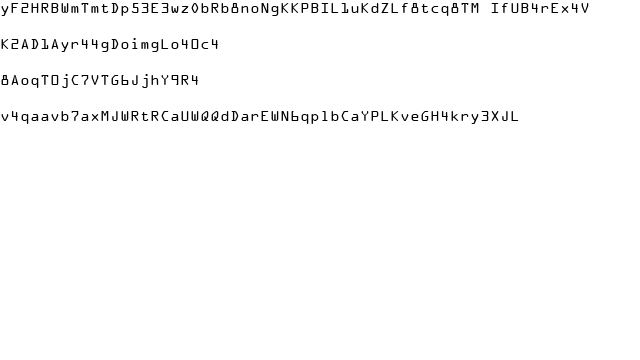 yF2HRBWmTmtDp53E3wz0bRb8noNgKKPBIL1uKdZLf8tcq8TM IfUB4rEx4V
K2AD1Ayr44gDoimgLo4Oc4
8AoqTOjC7VTG6JjhY9R4
v4qaavb7axMJWRtRCaUWQQdDarEWN6qp1bCaYPLKveGH4kry3XJL